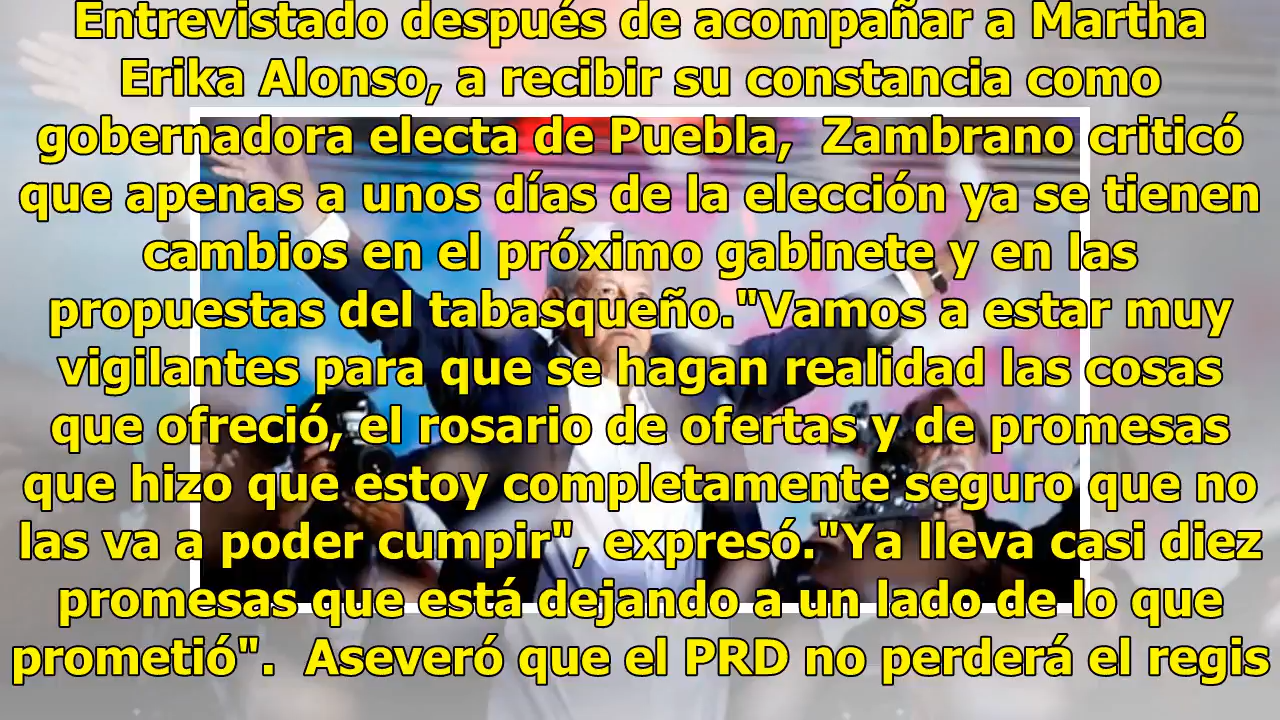 Entrevistado después de acompañar a Martha
Erika Alonso, a recibir su constancia como
gobernadora electa de Puebla,  Zambrano criticó
que apenas a unos días de la elección ya se tienen
cambios en el próximo gabinete y en las
propuestas del tabasqueño."Vamos a estar muy
vigilantes para que se hagan realidad las cosas
que ofreció, el rosario de ofertas y de promesas
que hizo que estoy completamente seguro que no
las va a poder cumpir", expresó."Ya lleva casi diez
promesas que está dejando a un lado de lo que
prometió".  Aseveró que el PRD no perderá el regis